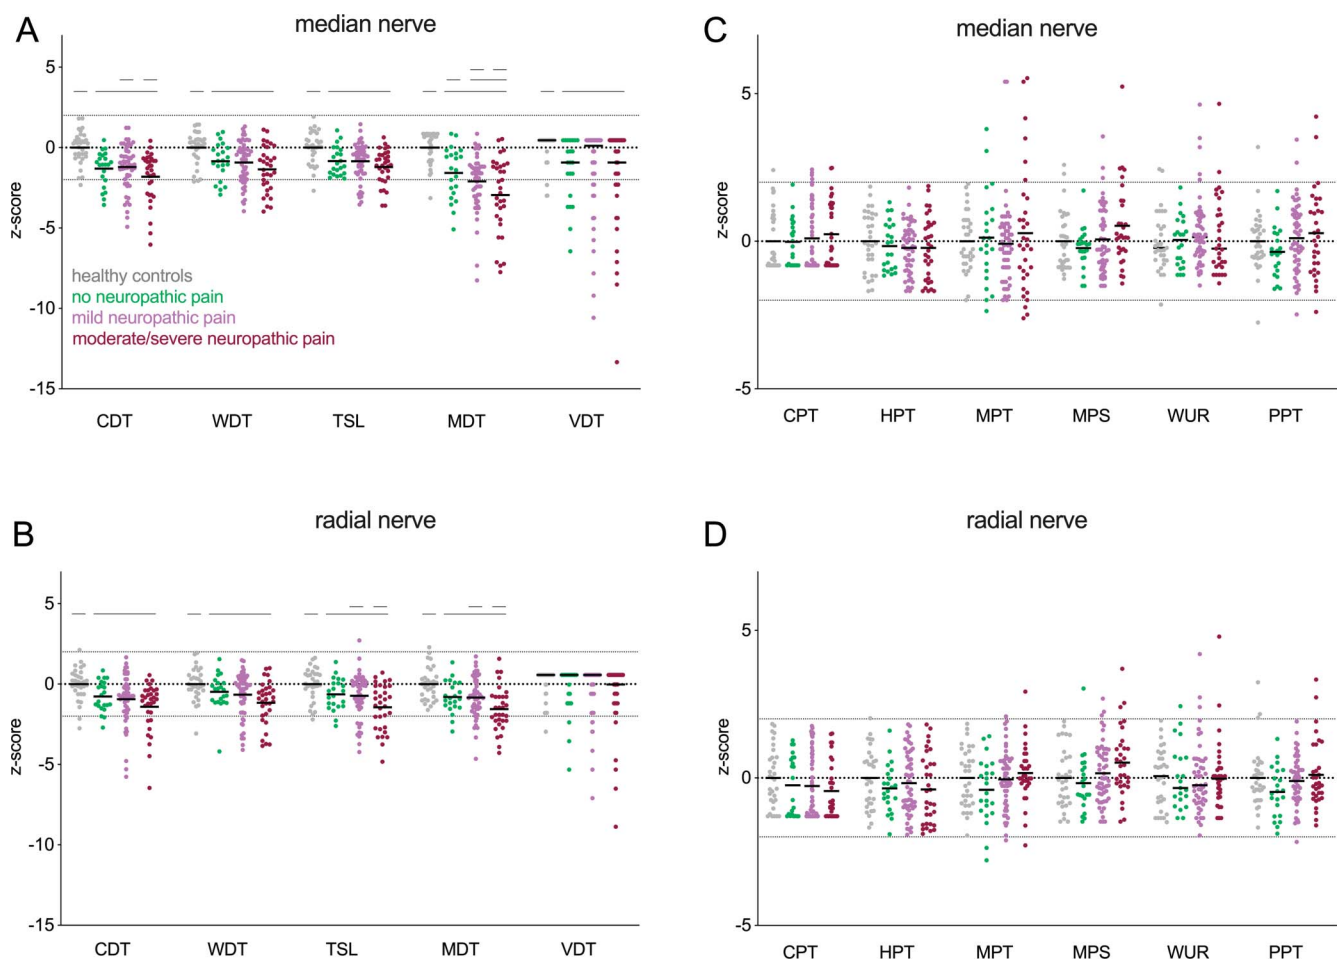 A
median nerve
5
0
-5
-10
-15
z-score
healthy controls
no neuropathic pain
mild neuropathic pain
moderate/severe neuropathic pain
CDT WDT TSL MDT VDT
C
median nerve
5
0
-5
z-score
CPT HPT MPT MPS WUR PPT
B
radial nerve
5
0
-5
-10
-15
z-score
CDT WDT TSL MDT VDT
D
radial nerve
5
0
-5
z-score
CPT HPT MPT MPS WUR PPT